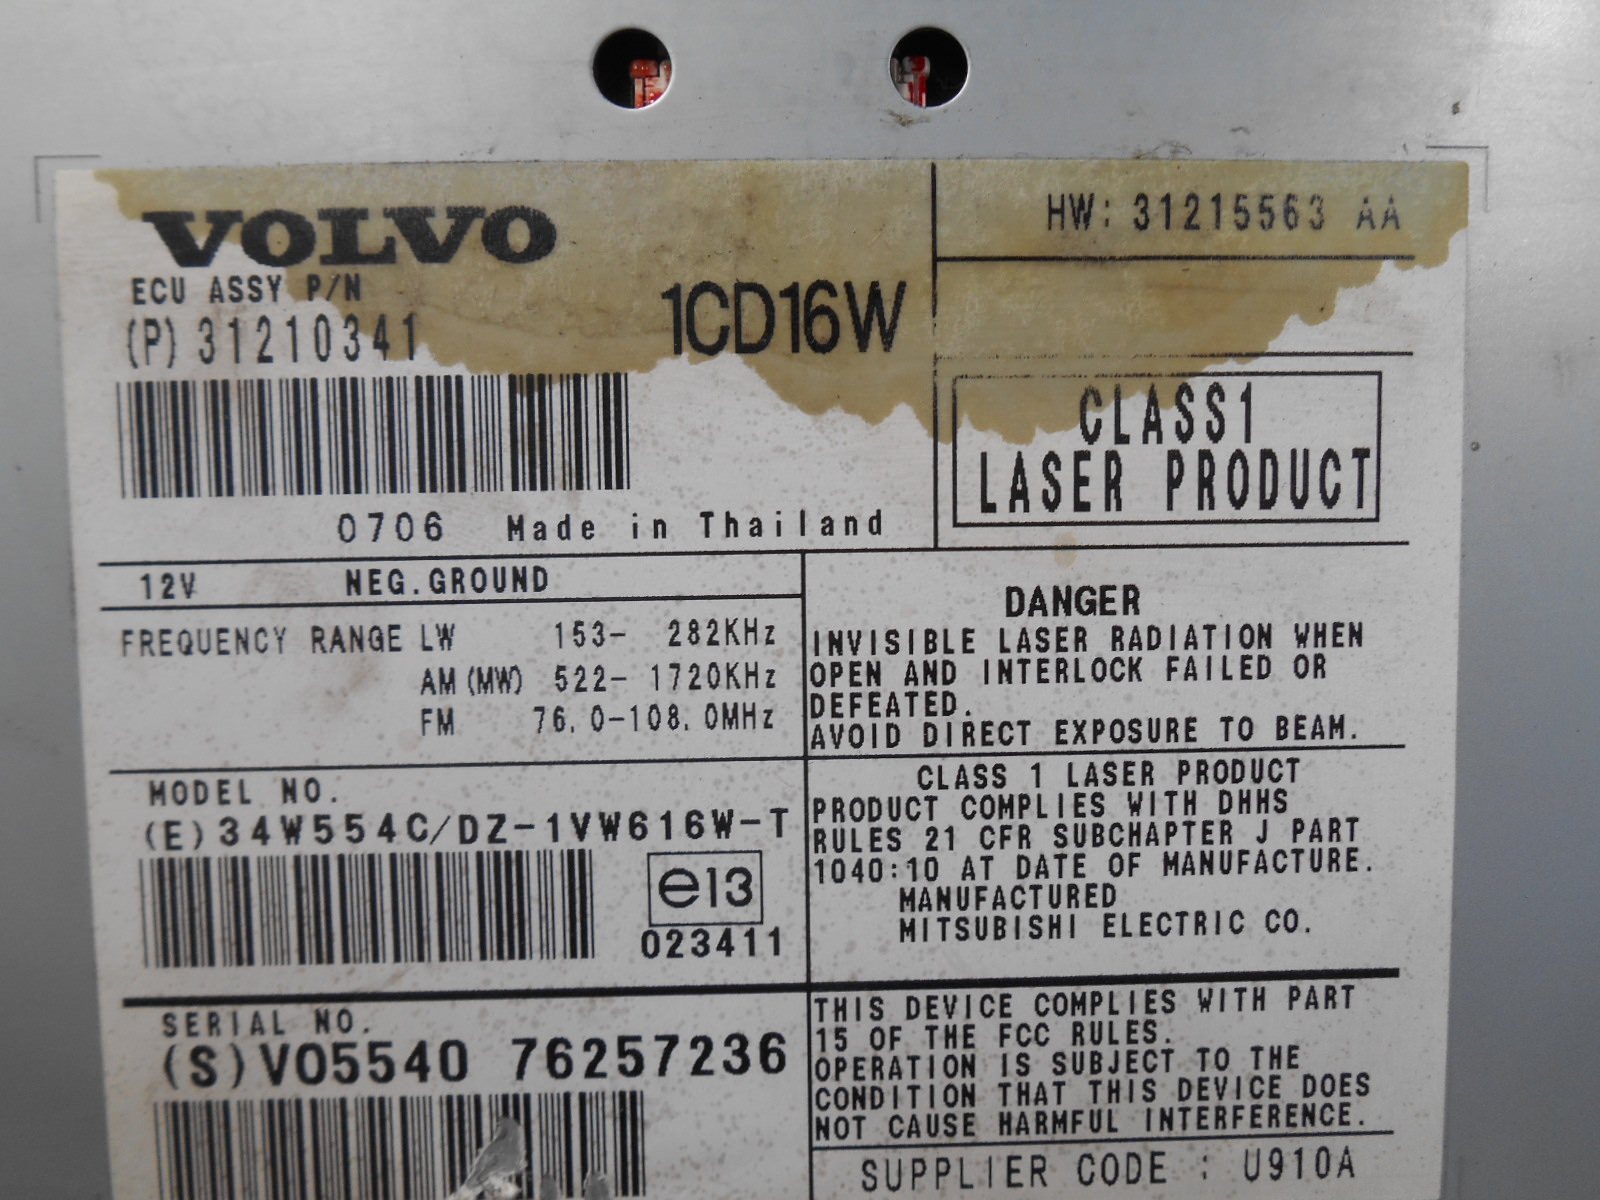 VOLVO
ECU ASSY P/N
(P) 31210341
1CD16W
HW: 31215563 AA
CLASS1
LASER PRODUCT
0706 Made in Thailand
12V NEG.GROUND
FREQUENCY RANGE LW 153- 282KHz
AM (MW) 522- 1720KHz
FM 76.0-108.0MHz
DANGER
INVISIBLE LASER RADIATION WHEN
OPEN AND INTERLOCK FAILED OR
DEFEATED.
AVOID DIRECT EXPOSURE TO BEAM.
MODEL NO.
(E)34W554C/DZ-1VW616W-T
e13
023411
CLASS 1 LASER PRODUCT
PRODUCT COMPLIES WITH DHHS
RULES 21 CFR SUBCHAPTER J PART
1040:10 AT DATE OF MANUFACTURE.
MANUFACTURED
MITSUBISHI ELECTRIC CO.
SERIAL NO.
(S)VO5540 76257236
THIS DEVICE COMPLIES WITH PART
15 OF THE FCC RULES.
OPERATION IS SUBJECT TO THE
CONDITION THAT THIS DEVICE DOES
NOT CAUSE HARMFUL INTERFERENCE.
SUPPLIER CODE : U910A